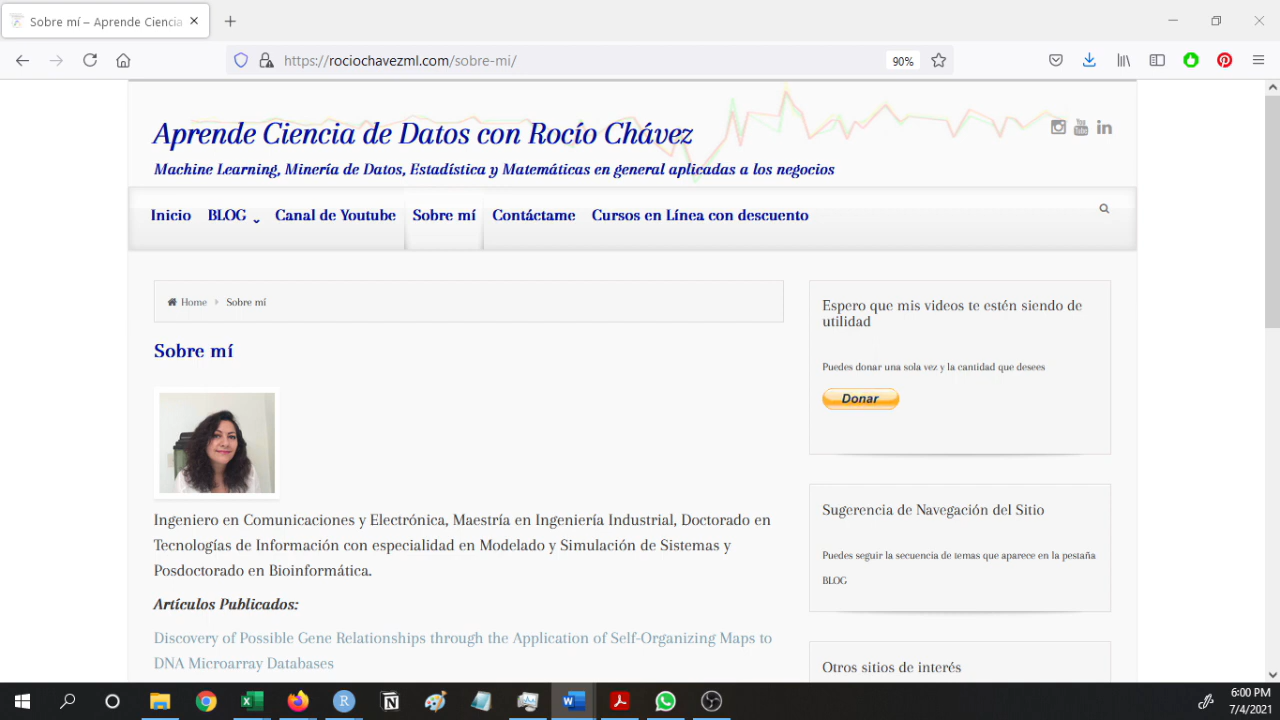 Sobre mí – Aprende Ciencia
https://rociochavezml.com/sobre-mi/
90%
Aprende Ciencia de Datos con Rocío Chávez
Machine Learning, Minería de Datos, Estadística y Matemáticas en general aplicadas a los negocios
Inicio BLOG Canal de Youtube Sobre mí Contáctame Cursos en Línea con descuento
Home Sobre mí
Sobre mí
Ingeniero en Comunicaciones y Electrónica, Maestría en Ingeniería Industrial, Doctorado en
Tecnologías de Información con especialidad en Modelado y Simulación de Sistemas y
Posdoctorado en Bioinformática.
Artículos Publicados:
Discovery of Possible Gene Relationships through the Application of Self-Organizing Maps to
DNA Microarray Databases
Espero que mis videos te estén siendo de
utilidad
Puedes donar una sola vez y la cantidad que desees
Donar
Sugerencia de Navegación del Sitio
Puedes seguir la secuencia de temas que aparece en la pestaña
BLOG
Otros sitios de interés
6:00 PM
7/4/2021